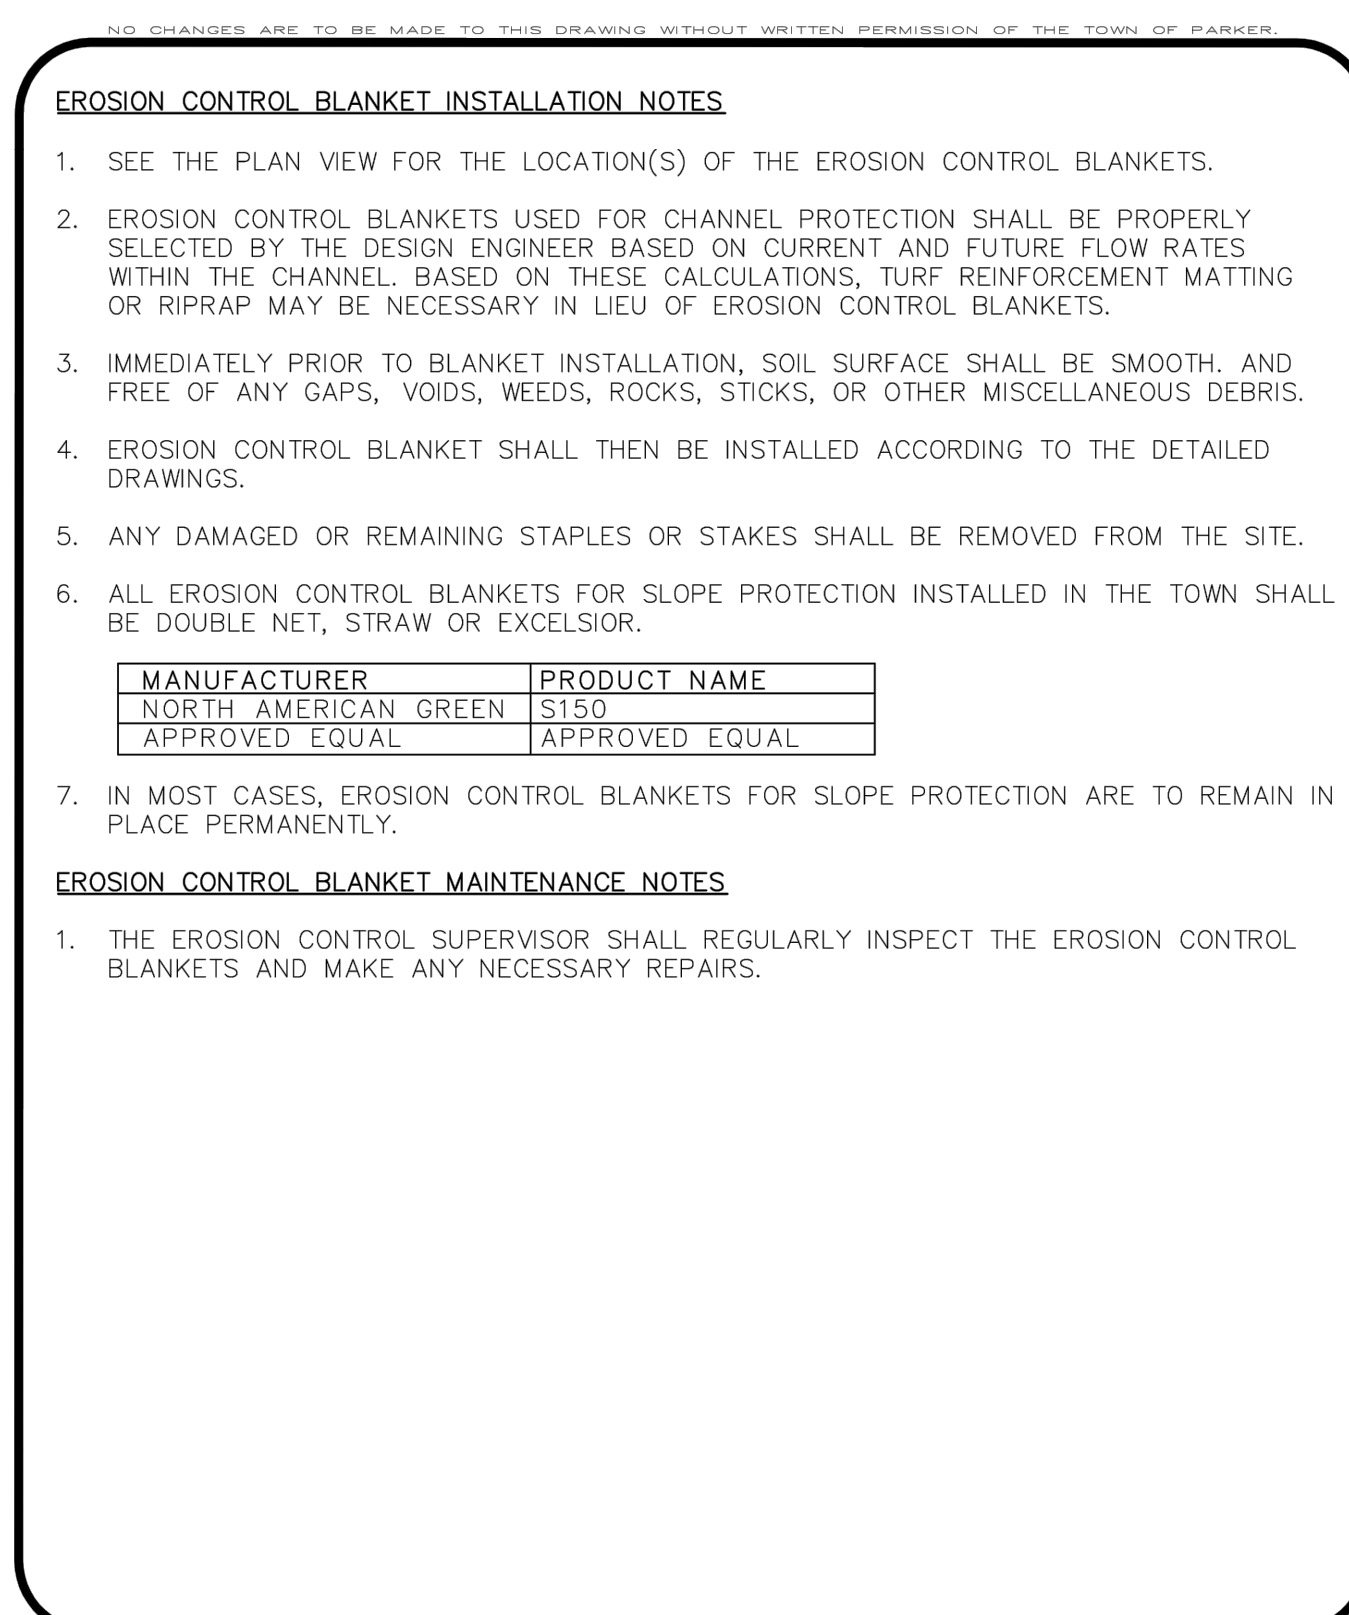 NO CHANGES ARE TO BE MADE TO THIS DRAWING WITHOUT WRITTEN PERMISSION OF THE TOWN OF PARKER.
EROSION CONTROL BLANKET INSTALLATION NOTES
1. SEE THE PLAN VIEW FOR THE LOCATION(S) OF THE EROSION CONTROL BLANKETS.
2. EROSION CONTROL BLANKETS USED FOR CHANNEL PROTECTION SHALL BE PROPERLY
SELECTED BY THE DESIGN ENGINEER BASED ON CURRENT AND FUTURE FLOW RATES
WITHIN THE CHANNEL. BASED ON THESE CALCULATIONS, TURF REINFORCEMENT MATTING
OR RIPRAP MAY BE NECESSARY IN LIEU OF EROSION CONTROL BLANKETS.
3. IMMEDIATELY PRIOR TO BLANKET INSTALLATION, SOIL SURFACE SHALL BE SMOOTH. AND
FREE OF ANY GAPS, VOIDS, WEEDS, ROCKS, STICKS, OR OTHER MISCELLANEOUS DEBRIS.
4. EROSION CONTROL BLANKET SHALL THEN BE INSTALLED ACCORDING TO THE DETAILED
DRAWINGS.
5. ANY DAMAGED OR REMAINING STAPLES OR STAKES SHALL BE REMOVED FROM THE SITE.
6. ALL EROSION CONTROL BLANKETS FOR SLOPE PROTECTION INSTALLED IN THE TOWN SHALL
BE DOUBLE NET, STRAW OR EXCELSIOR.
MANUFACTURER PRODUCT NAME
NORTH AMERICAN GREEN S150
APPROVED EQUAL APPROVED EQUAL
7. IN MOST CASES, EROSION CONTROL BLANKETS FOR SLOPE PROTECTION ARE TO REMAIN IN
PLACE PERMANENTLY.
EROSION CONTROL BLANKET MAINTENANCE NOTES
1. THE EROSION CONTROL SUPERVISOR SHALL REGULARLY INSPECT THE EROSION CONTROL
BLANKETS AND MAKE ANY NECESSARY REPAIRS.